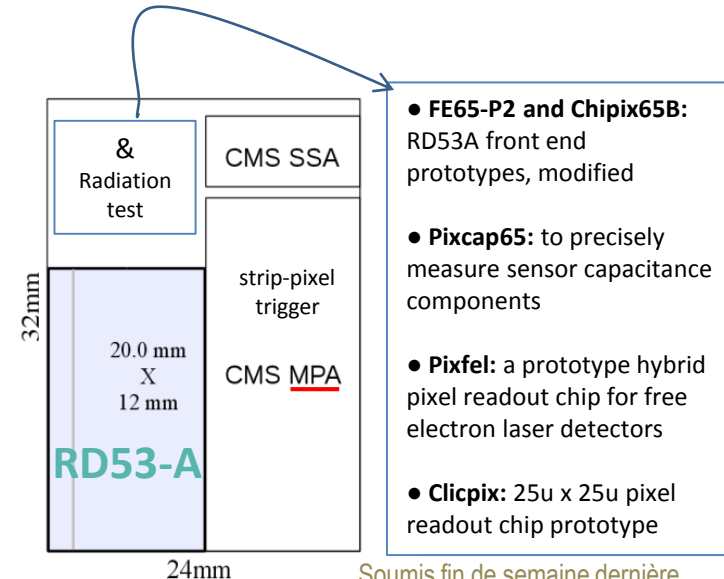 &
Radiation
test
CMS SSA
strip-pixel
trigger
CMS MPA
32mm
20.0 mm
X
12 mm
RD53-A
24mm
● FE65-P2 and Chipix65B:
RD53A front end
prototypes, modified
● Pixcap65: to precisely
measure sensor capacitance
components
● Pixfel: a prototype hybrid
pixel readout chip for free
electron laser detectors
● Clicpix: 25u x 25u pixel
readout chip prototype
Soumis fin de semaine dernière